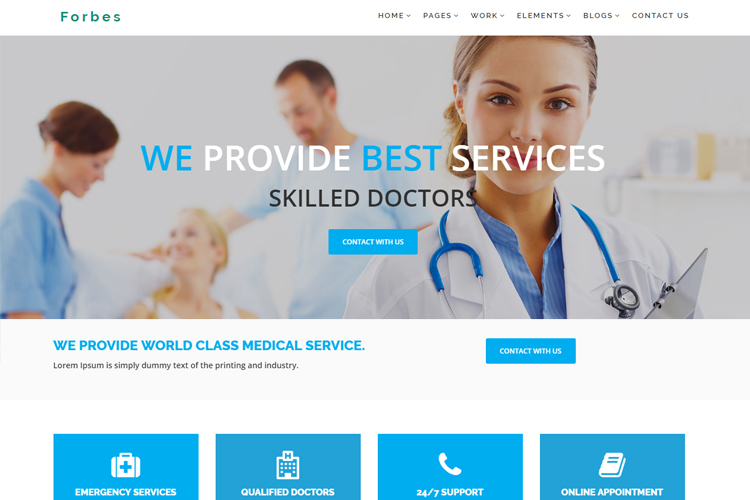 Forbes
HOME PAGES WORK ELEMENTS BLOGS CONTACT US
WE PROVIDE BEST SERVICES
SKILLED DOCTORS
CONTACT WITH US
WE PROVIDE WORLD CLASS MEDICAL SERVICE.
Lorem Ipsum is simply dummy text of the printing and industry.
CONTACT WITH US
EMERGENCY SERVICES
QUALIFIED DOCTORS
24/7 SUPPORT
ONLINE APPOINTMENT